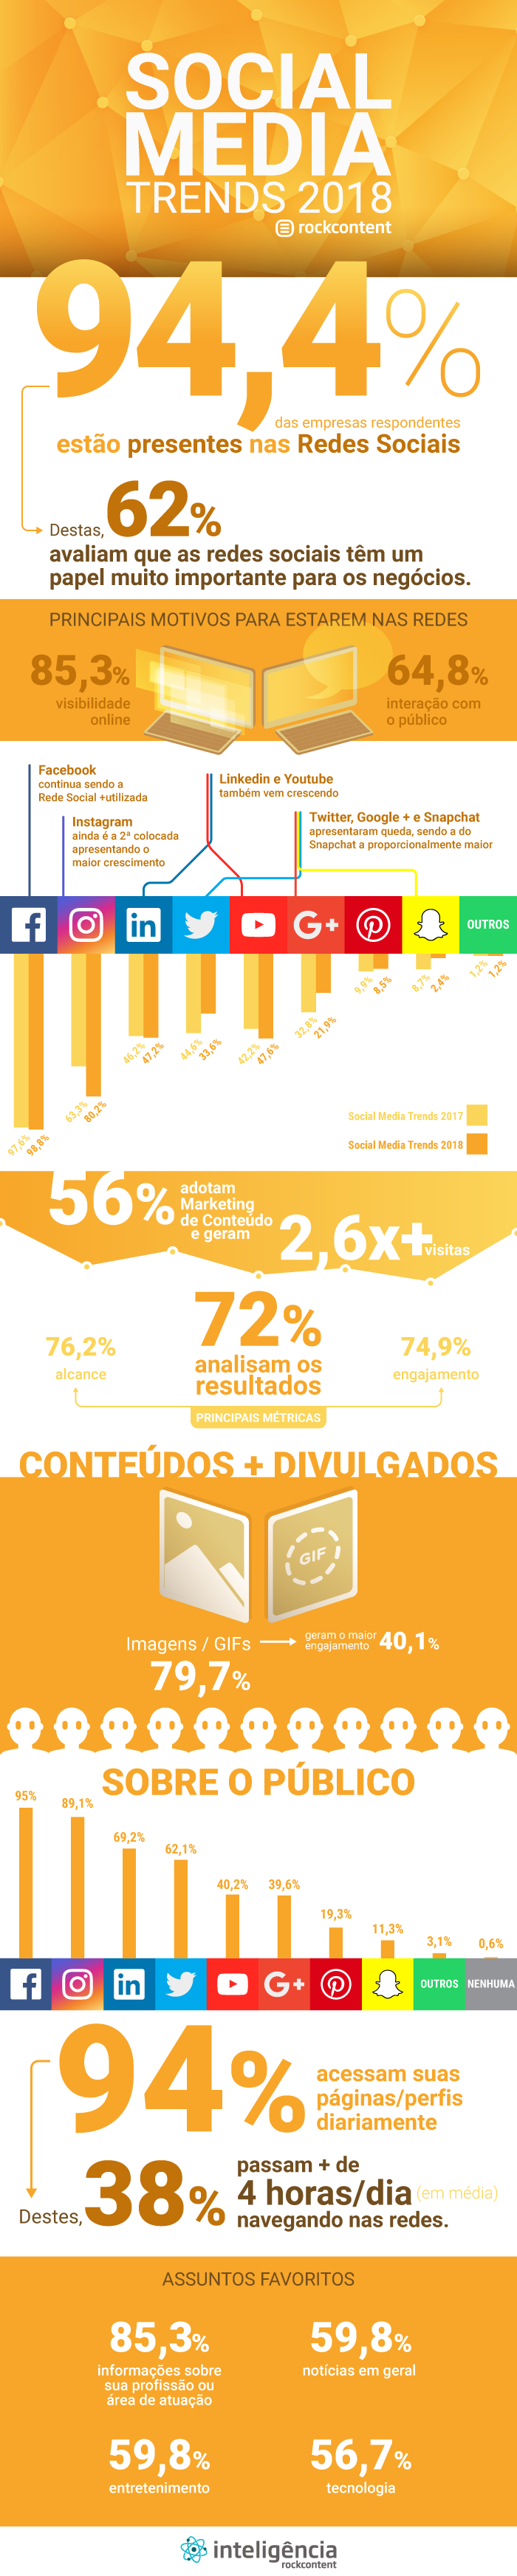 SOCIAL
MEDIA
TRENDS 2018
rockcontent
94,4%
das empresas respondentes
estão presentes nas Redes Sociais
Destas, 62%
avaliam que as redes sociais têm um
papel muito importante para os negócios.
PRINCIPAIS MOTIVOS PARA ESTAREM NAS REDES
85,3%
visibilidade
online
64,8%
interação com
o público
Facebook
continua sendo a
Rede Social +utilizada
Instagram
ainda é a 2ª colocada
apresentando o
maior crescimento
Linkedin e Youtube
também vem crescendo
Twitter, Google + e Snapchat
apresentaram queda, sendo a do
Snapchat a proporcionalmente maior
f
in
G+
OUTROS
97,6%
98,8%
63,3%
80,2%
46,2%
47,2%
44,6%
33,6%
42,2%
47,6%
32,8%
21,9%
9,9%
8,5%
8,7%
2,4%
1,2%
1,2%
Social Media Trends 2017
Social Media Trends 2018
56%
adotam
Marketing
de Conteúdo
e geram
2,6x+
visitas
72%
analisam os
resultados
76,2%
alcance
74,9%
engajamento
PRINCIPAIS MÉTRICAS
CONTEÚDOS + DIVULGADOS
GIF
Imagens / GIFs
79,7%
geram o maior
engajamento
40,1%
SOBRE O PÚBLICO
95%
89,1%
69,2%
62,1%
40,2%
39,6%
19,3%
11,3%
3,1%
0,6%
f
in
G+
OUTROS
NENHUMA
94%
acessam suas
páginas/perfis
diariamente
Destes, 38%
passam + de
4 horas/dia (em média)
navegando nas redes.
ASSUNTOS FAVORITOS
85,3%
informações sobre
sua profissão ou
área de atuação
59,8%
notícias em geral
59,8%
entretenimento
56,7%
tecnologia
inteligência
rockcontent